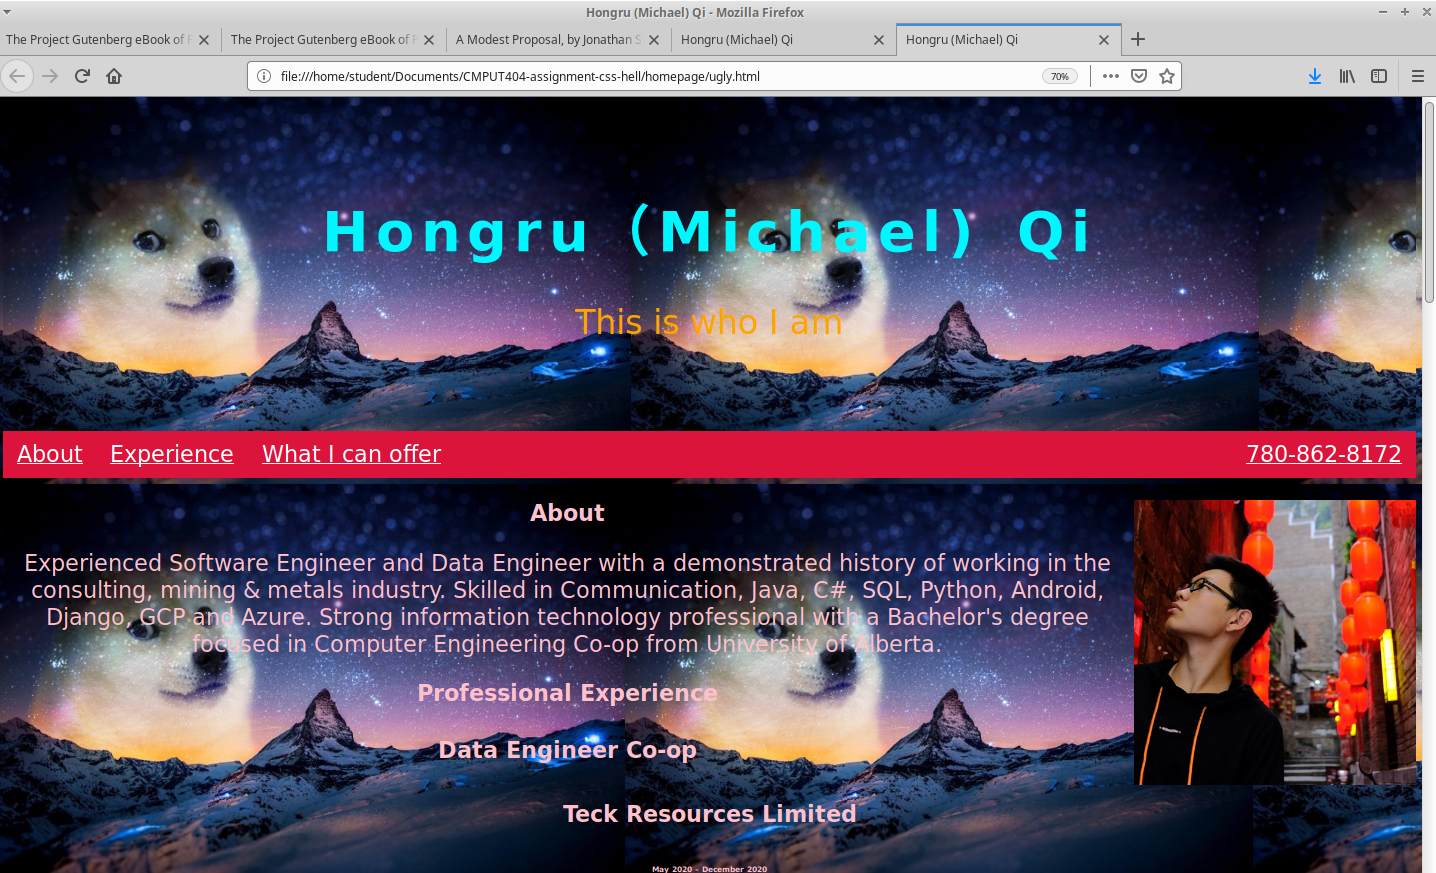 Hongru (Michael) Qi - Mozilla Firefox
The Project Gutenberg eBook of
The Project Gutenberg eBook of
A Modest Proposal, by Jonathan
Hongru (Michael) Qi
Hongru (Michael) Qi
file:///home/student/Documents/CMPUT404-assignment-css-hell/homepage/ugly.html
70%
Hongru (Michael) Qi
This is who I am
About
Experience
What I can offer
780-862-8172
About
Experienced Software Engineer and Data Engineer with a demonstrated history of working in the
consulting, mining & metals industry. Skilled in Communication, Java, C#, SQL, Python, Android,
Django, GCP and Azure. Strong information technology professional with a Bachelor's degree
focused in Computer Engineering Co-op from University of Alberta.
Professional Experience
Data Engineer Co-op
Teck Resources Limited
May 2020 – December 2020